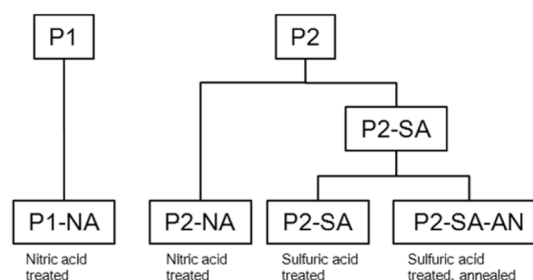 P1
P2
P2-SA
P1-NA
P2-NA
P2-SA
P2-SA-AN
Nitric acid
treated
Nitric acid
treated
Sulfuric acid
treated
Sulfuric acid
treated, annealed